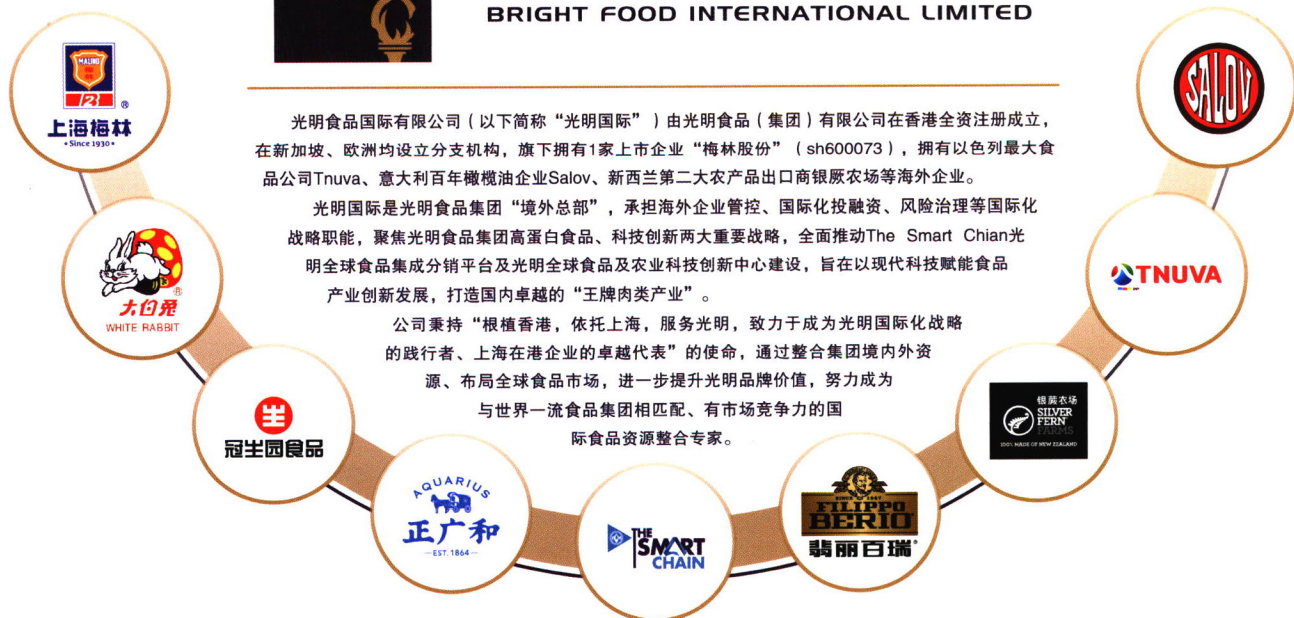 BRIGHT FOOD INTERNATIONAL LIMITED
光明食品国际有限公司（以下简称“光明国际”）由光明食品（集团）有限公司在香港全资注册成立，
在新加坡、欧洲均设立分支机构，旗下拥有1家上市企业“梅林股份”（sh600073），拥有以色列最大食
品公司Tnuva、意大利百年橄榄油企业Salov、新西兰第二大农产品出口商银厥农场等海外企业。
光明国际是光明食品集团“境外总部”，承担海外企业管控、国际化投融资、风险治理等国际化
战略职能，聚焦光明食品集团高蛋白食品、科技创新两大重要战略，全面推动The Smart Chian光
明全球食品集成分销平台及光明全球食品及农业科技创新中心建设，旨在以现代科技赋能食品
产业创新发展，打造国内卓越的“王牌肉类产业”。
公司秉持“根植香港，依托上海，服务光明，致力于成为光明国际化战略
的践行者、上海在港企业的卓越代表”的使命，通过整合集团境内外资
源、布局全球食品市场，进一步提升光明品牌价值，努力成为
与世界一流食品集团相匹配、有市场竞争力的国
际食品资源整合专家。
MALING
梅林
123
®
上海梅林
•Since 1930•
®
大白兔
WHITE RABBIT
生
冠生园食品
AQUARIUS
正广和
—EST. 1864—
THE
SMART
CHAIN
SINCE 1867
FILIPPO
BERIO
翡丽百瑞®
银蕨农场
SILVER
FERN
FARMS
100% MADE OF NEW ZEALAND
TNUVA
SALOV